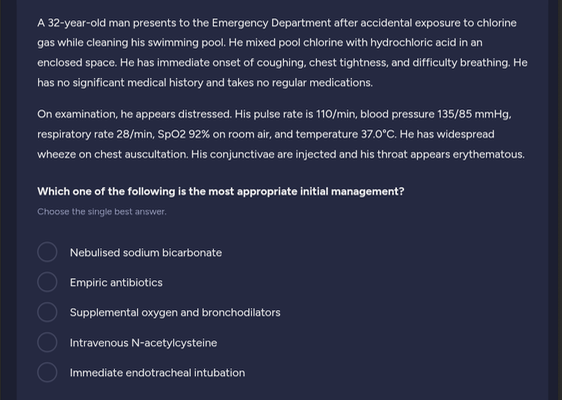 A 32-year-old man presents to the Emergency Department after accidental exposure to chlorine
gas while cleaning his swimming pool. He mixed pool chlorine with hydrochloric acid in an
enclosed space. He has immediate onset of coughing, chest tightness, and difficulty breathing. He
has no significant medical history and takes no regular medications.
On examination, he appears distressed. His pulse rate is 110/min, blood pressure 135/85 mmHg,
respiratory rate 28/min, SpO2 92% on room air, and temperature 37.0°C. He has widespread
wheeze on chest auscultation. His conjunctivae are injected and his throat appears erythematous.
Which one of the following is the most appropriate initial management?
Choose the single best answer.
Nebulised sodium bicarbonate
Empiric antibiotics
Supplemental oxygen and bronchodilators
Intravenous N-acetylcysteine
Immediate endotracheal intubation